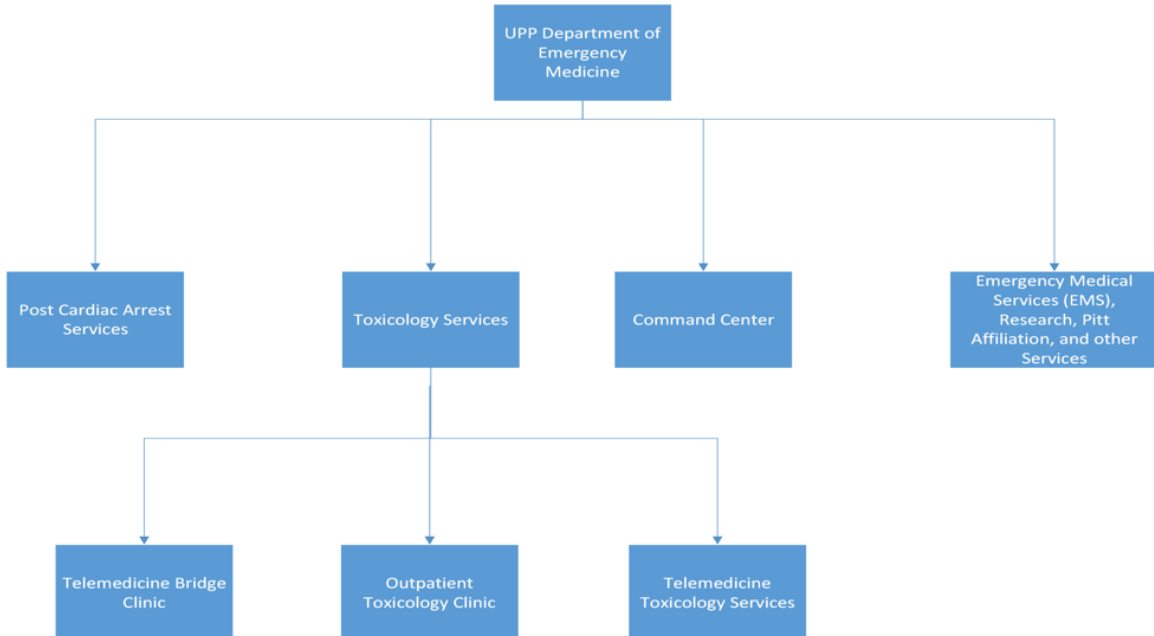 UPP Department of
Emergency
Medicine
Post Cardiac Arrest
Services
Toxicology Services
Command Center
Emergency Medical
Services (EMS),
Research, Pitt
Affiliation, and other
Services
Telemedicine Bridge
Clinic
Outpatient
Toxicology Clinic
Telemedicine
Toxicology Services